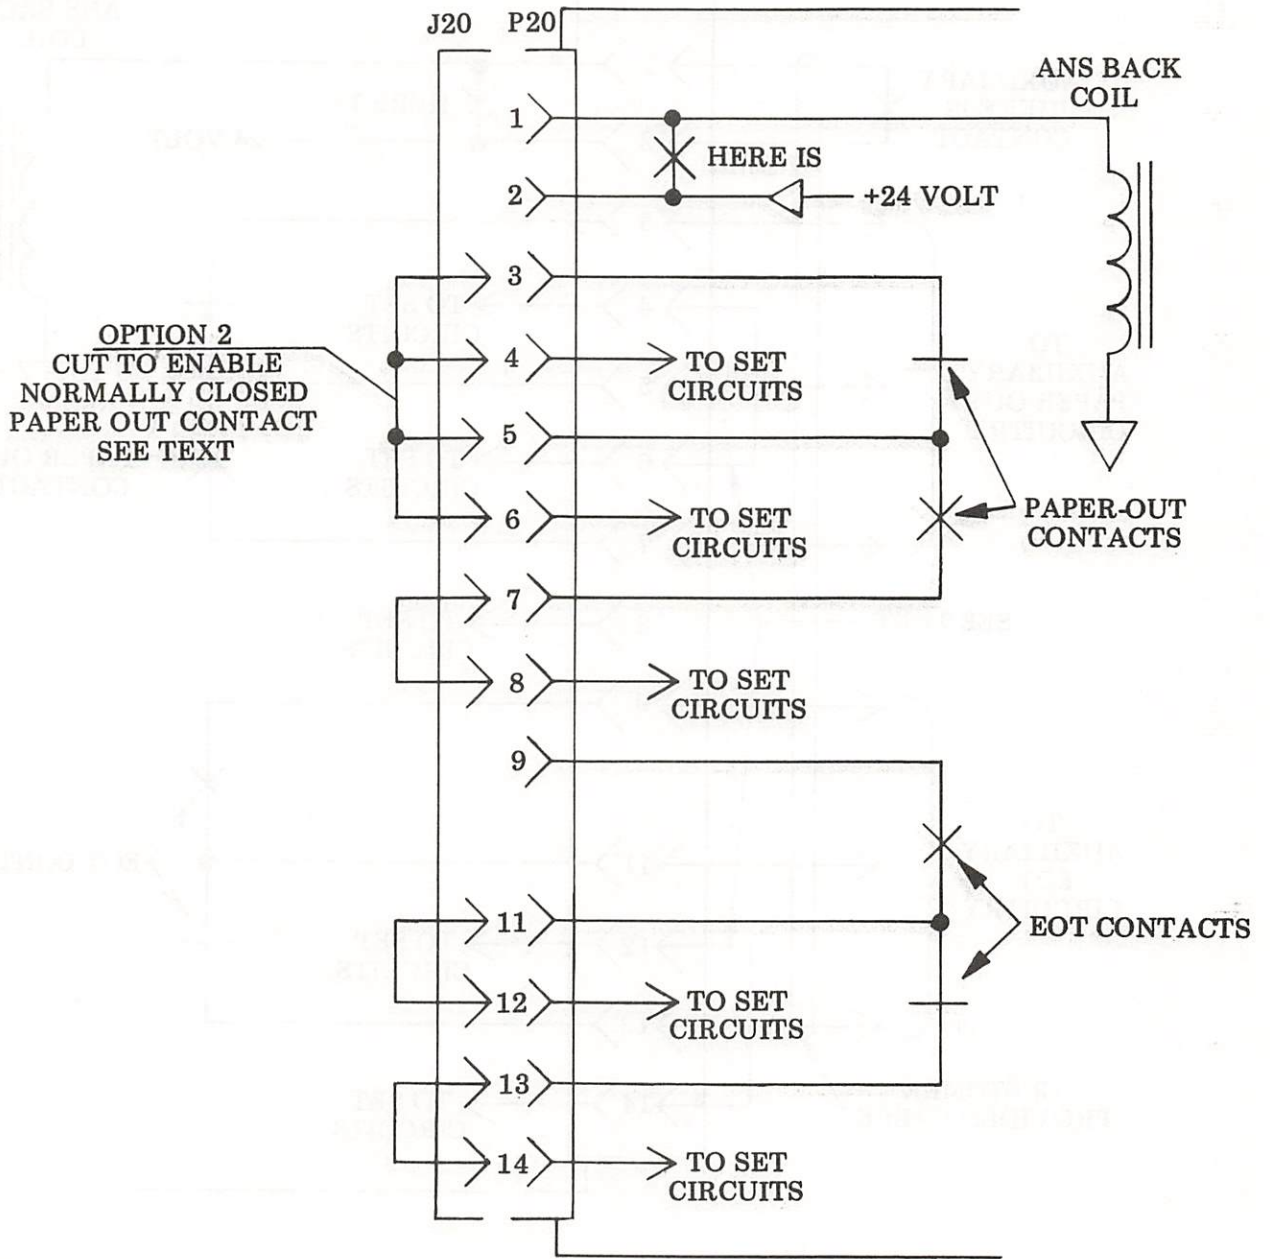 J20 P20
ANS BACK
COIL
1
HERE IS
2
+24 VOLT
3
OPTION 2
CUT TO ENABLE
NORMALLY CLOSED
PAPER OUT CONTACT
SEE TEXT
4
TO SET
CIRCUITS
5
6
TO SET
CIRCUITS
PAPER-OUT
CONTACTS
7
8
TO SET
CIRCUITS
9
11
EOT CONTACTS
12
TO SET
CIRCUITS
13
14
TO SET
CIRCUITS